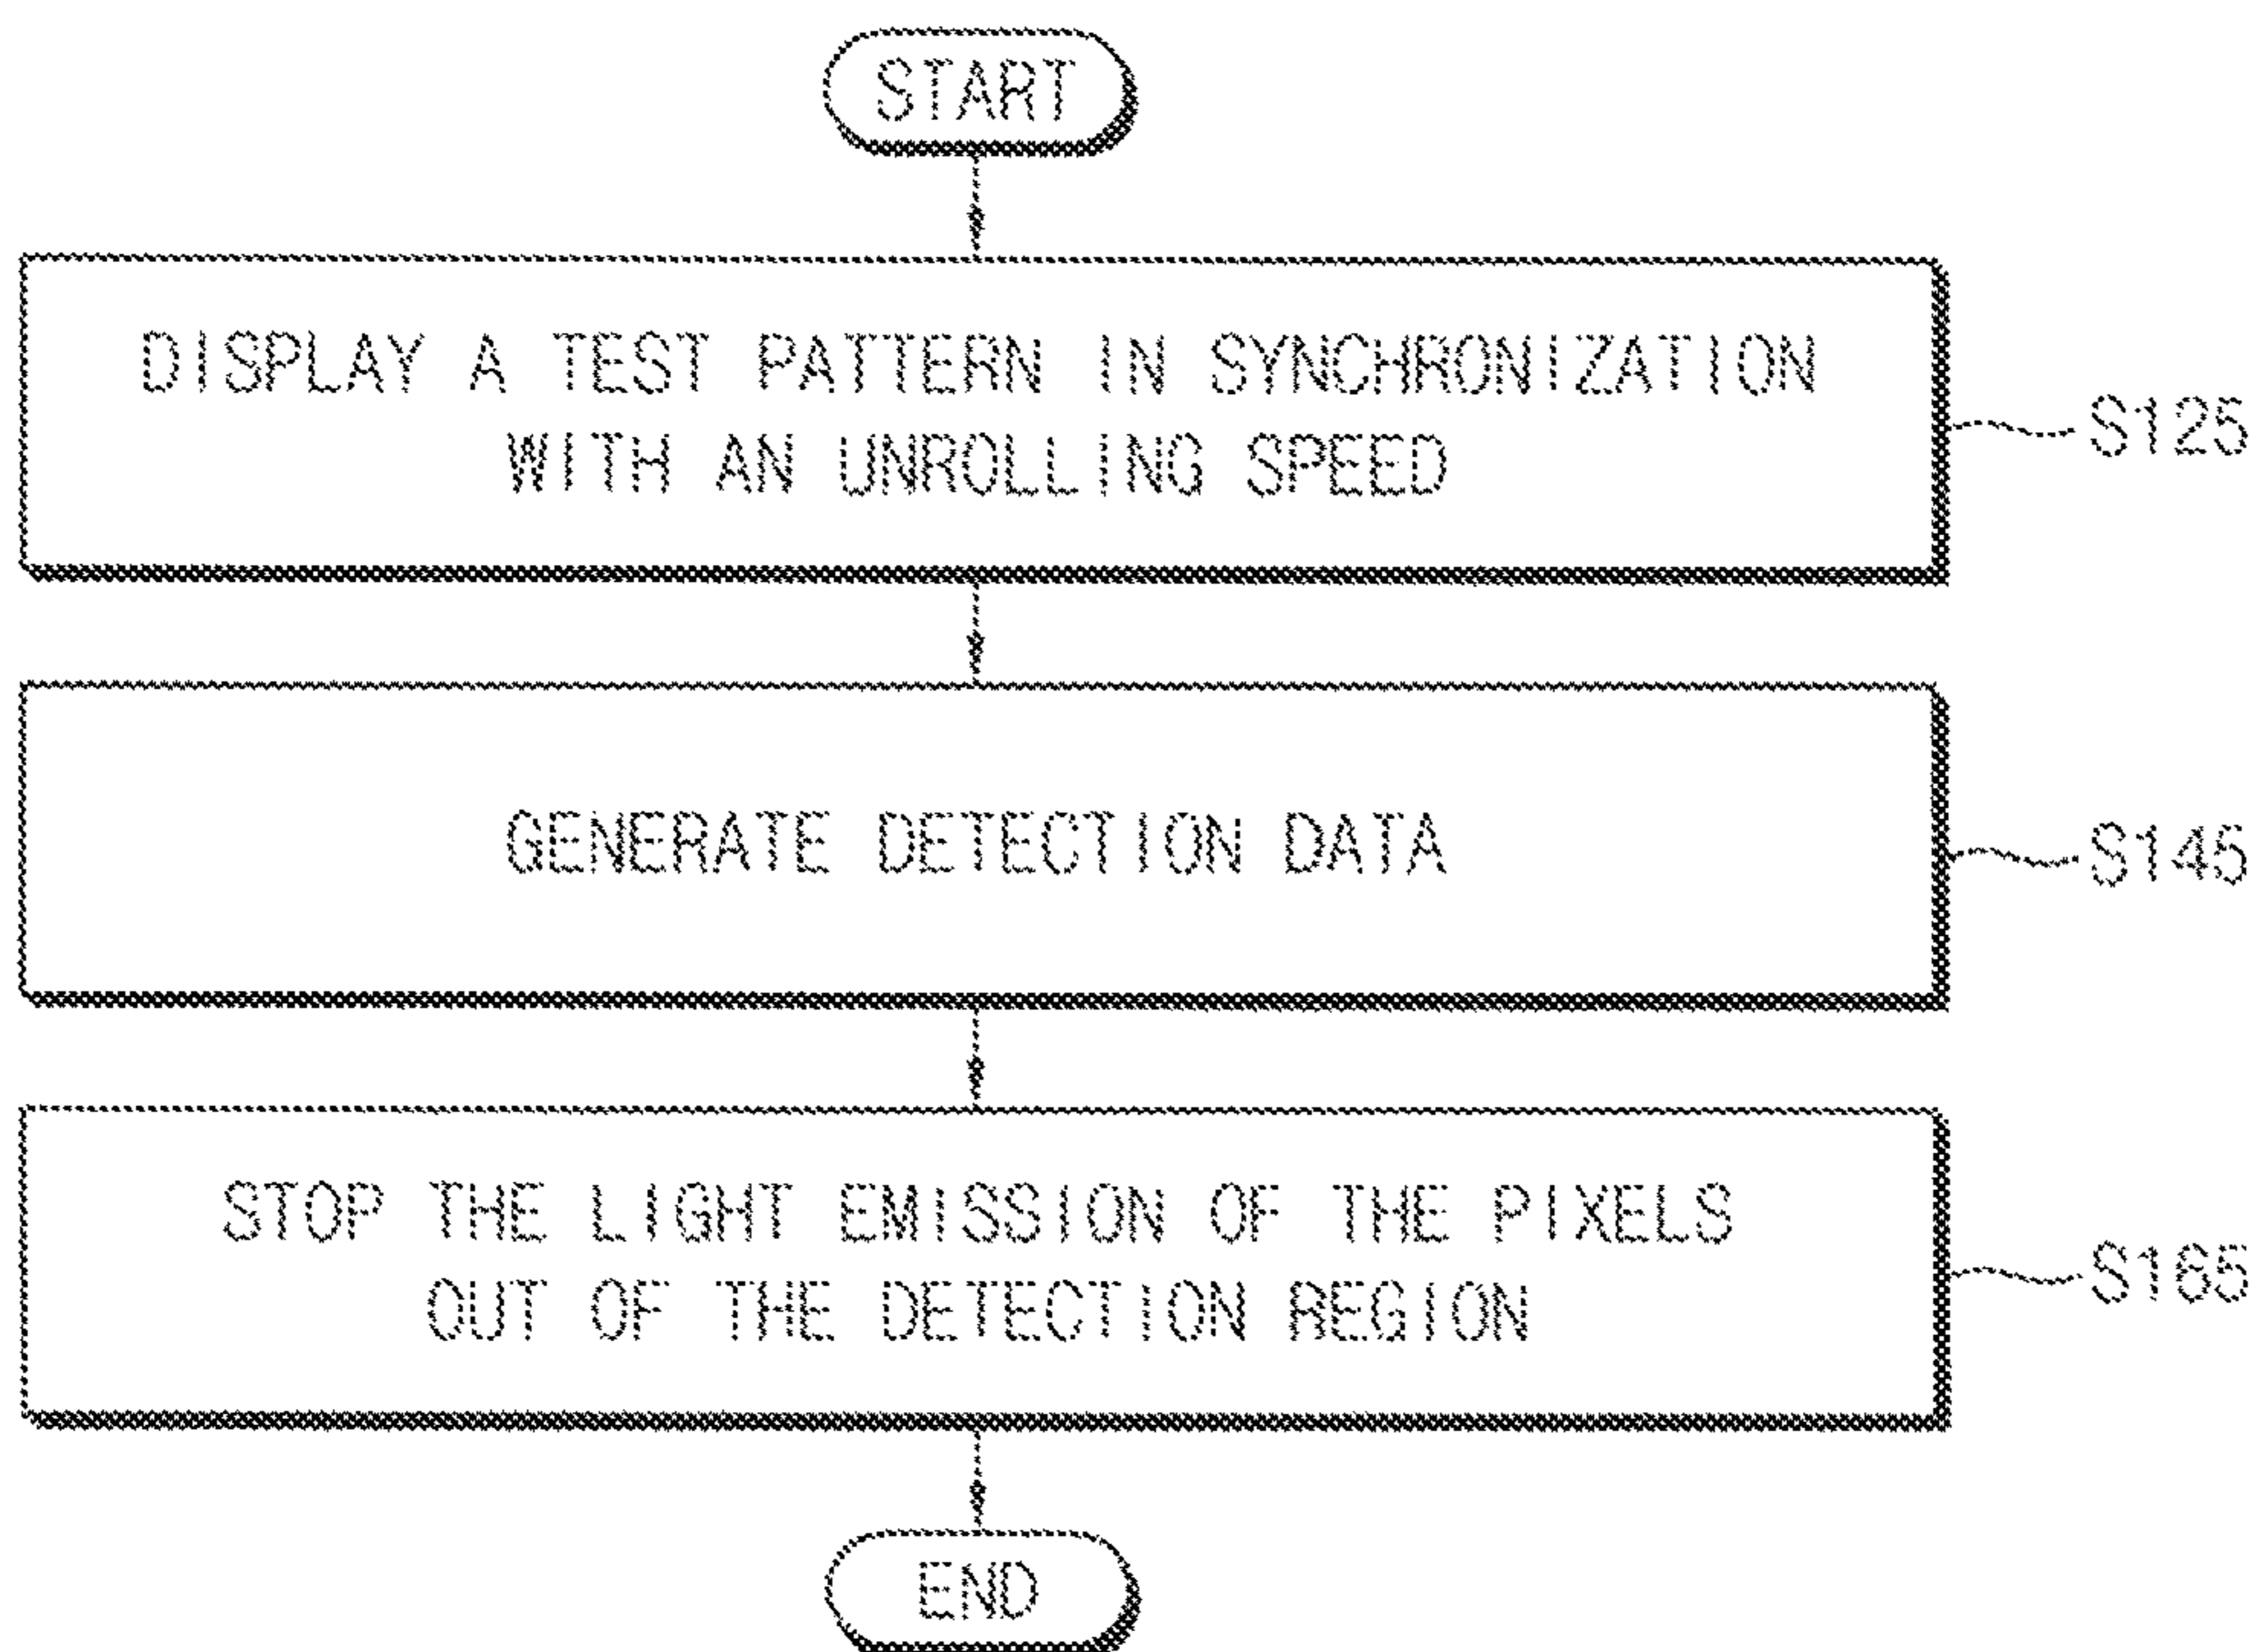 START
DISPLAY A TEST PATTERN IN SYNCHRONIZATION
WITH AN UNROLLING SPEED
S125
GENERATE DETECTION DATA
S145
STOP THE LIGHT EMISSION OF THE PIXELS
OUT OF THE DETECTION REGION
S165
END